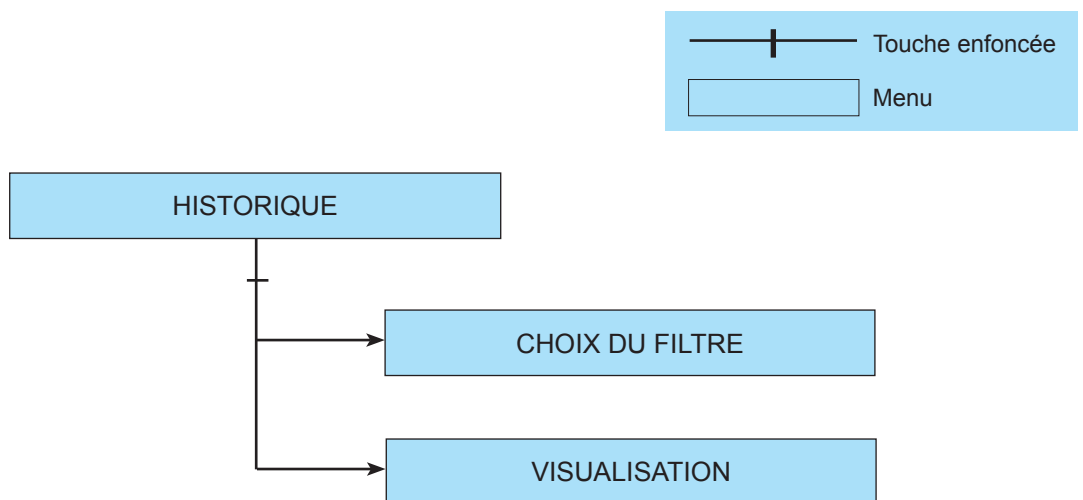 Touche enfoncée
Menu
HISTORIQUE
CHOIX DU FILTRE
VISUALISATION